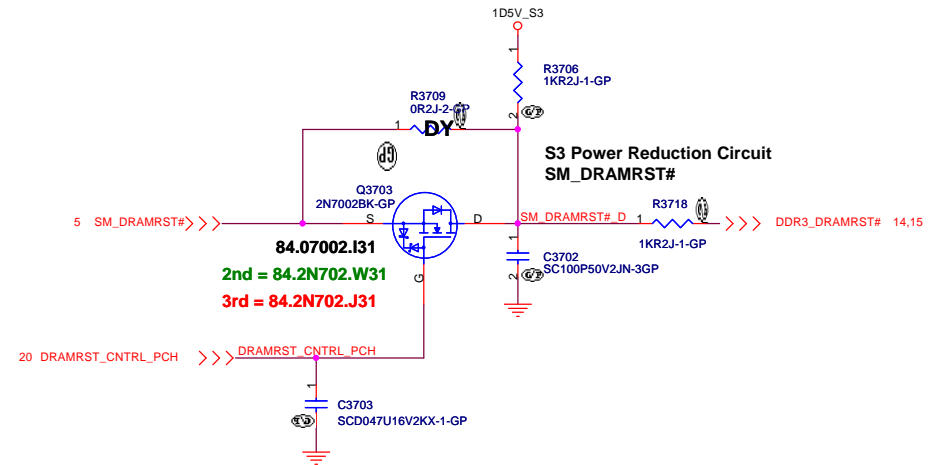 1D5V_S3
1
R3706
1KR2J-1-GP
2
R3709
0R2J-2-GP
1
DY
S3 Power Reduction Circuit
SM_DRAMRST#
Q3703
2N7002BK-GP
R3718
5 SM_DRAMRST#
S
D
SM_DRAMRST#_D
1
DDR3_DRAMRST# 14,15
1KR2J-1-GP
84.07002.I31
2nd = 84.2N702.W31
3rd = 84.2N702.J31
G
1
C3702
SC100P50V2JN-3GP
2
20 DRAMRST_CNTRL_PCH
DRAMRST_CNTRL_PCH
1
C3703
SCD047U16V2KX-1-GP